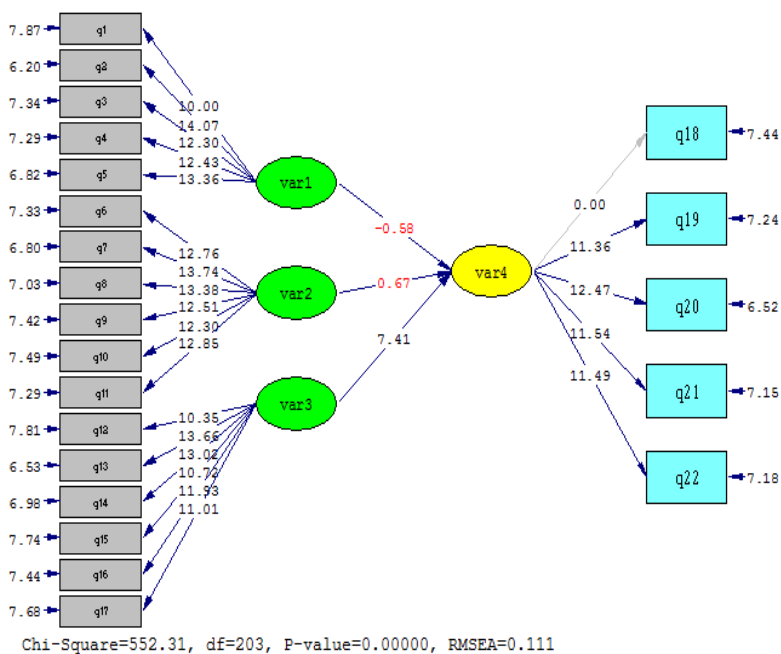 7.87 q1
6.20 q2
7.34 q3
7.29 q4
6.82 q5
7.33 q6
6.80 q7
7.03 q8
7.42 q9
7.49 q10
7.29 q11
7.81 q12
6.53 q13
6.98 q14
7.74 q15
7.44 q16
7.68 q17
10.00
14.07
12.30
12.43
13.36
12.76
13.74
13.38
12.51
12.30
12.85
10.35
13.66
13.02
10.72
11.93
11.01
var1
var2
var3
-0.58
0.67
7.41
var4
0.00
11.36
12.47
11.54
11.49
q18 7.44
q19 7.24
q20 6.52
q21 7.15
q22 7.18
Chi-Square=552.31, df=203, P-value=0.00000, RMSEA=0.111